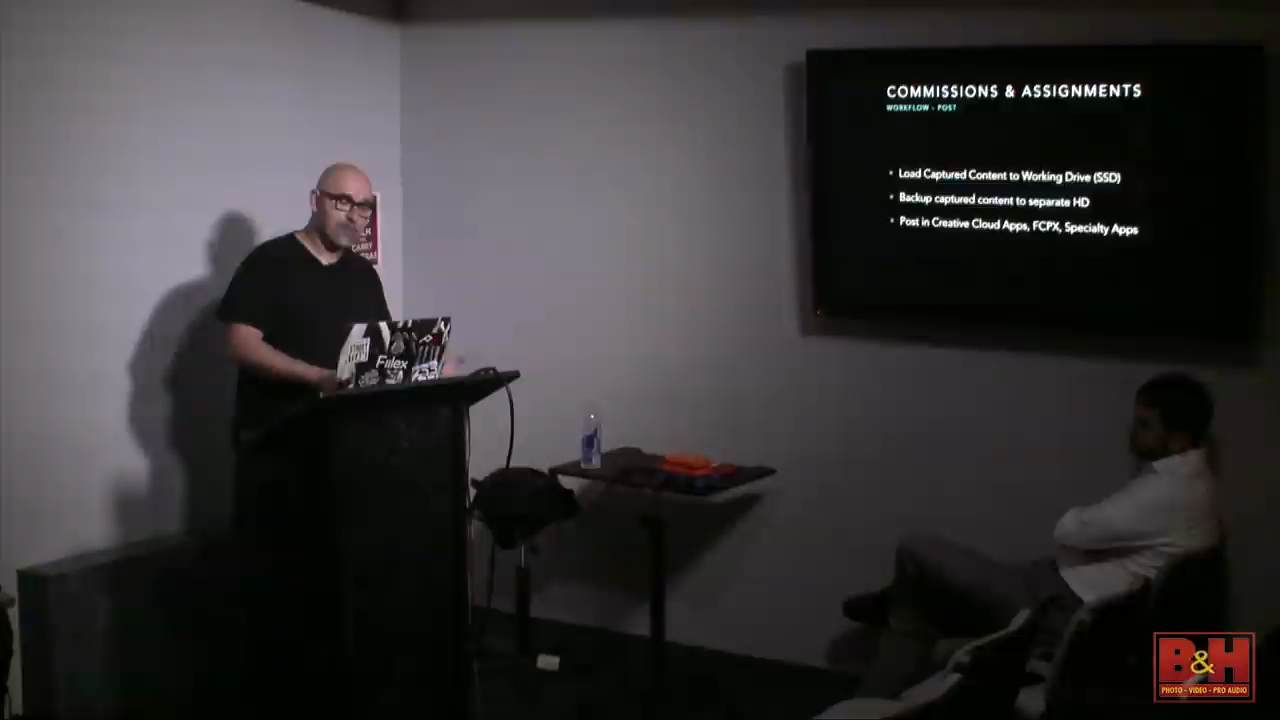 COMMISSIONS & ASSIGNMENTS
WORKFLOW - POST
• Load Captured Content to Working Drive (SSD)
• Backup captured content to separate HD
• Post in Creative Cloud Apps, FCPX, Specialty Apps
CARRY
Fiilex
B&H
PHOTO - VIDEO - PRO AUDIO